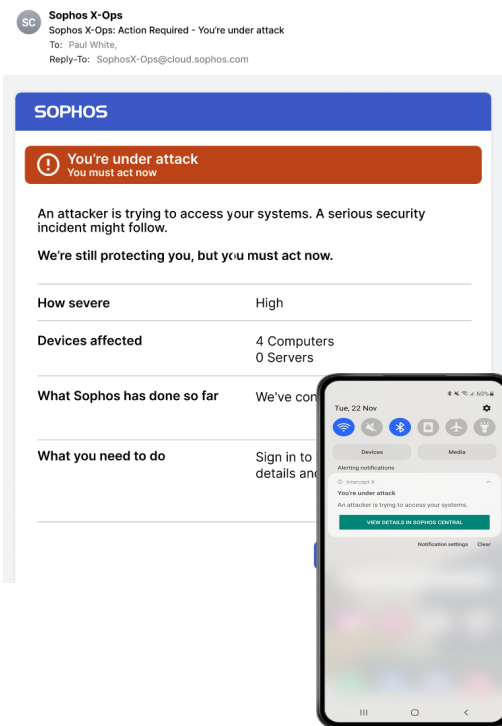 SC
Sophos X-Ops
Sophos X-Ops: Action Required - You're under attack
To: Paul White,
Reply-To: SophosX-Ops@cloud.sophos.com
SOPHOS
You're under attack
You must act now
An attacker is trying to access your systems. A serious security
incident might follow.
We're still protecting you, but you must act now.
How severe
High
Devices affected
4 Computers
0 Servers
What Sophos has done so far
We've con
What you need to do
Sign in to
details and
60%
Tue, 22 Nov
Devices
Media
Alerting notifications
Intercept X
You're under attack
An attacker is trying to access your systems.
VIEW DETAILS IN SOPHOS CENTRAL
Notification settings
Clear